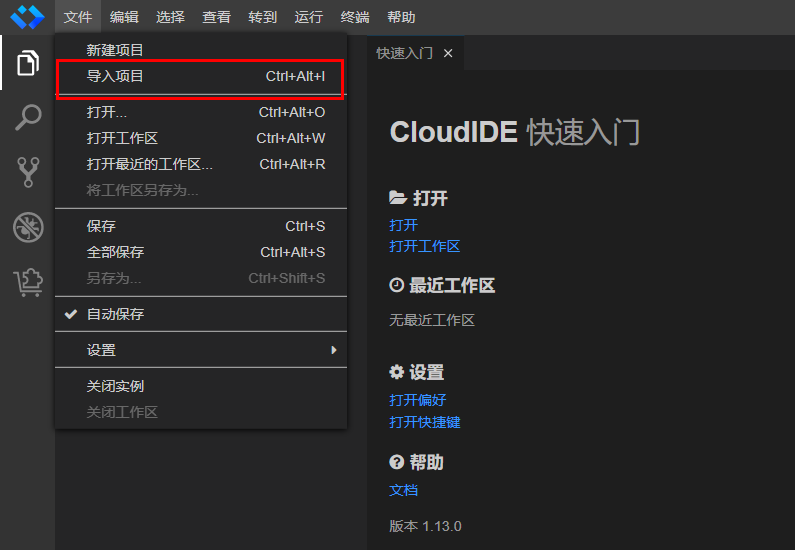 文件 编辑 选择 查看 转到 运行 终端 帮助
新建项目
导入项目 Ctrl+Alt+I
打开... Ctrl+Alt+O
打开工作区 Ctrl+Alt+W
打开最近的工作区... Ctrl+Alt+R
将工作区另存为...
保存 Ctrl+S
全部保存 Ctrl+Alt+S
另存为... Ctrl+Shift+S
自动保存
设置
关闭实例
关闭工作区
快速入门
CloudIDE 快速入门
打开
打开
打开工作区
最近工作区
无最近工作区
设置
打开偏好
打开快捷键
帮助
文档
版本 1.13.0